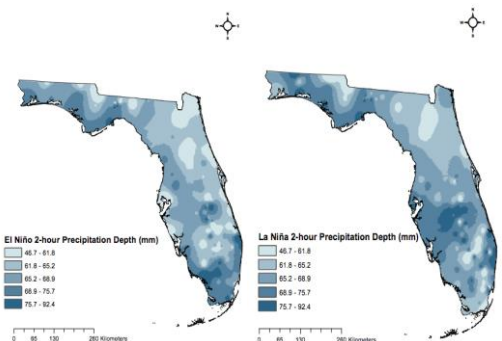 N
W E
S
N
W E
S
El Niño 2-hour Precipitation Depth (mm)
46.7 - 61.8
61.8 - 65.2
65.2 - 68.9
68.9 - 75.7
75.7 - 92.4
0 65 130 260 Kilometers
La Niña 2-hour Precipitation Depth (mm)
46.7 - 61.8
61.8 - 65.2
65.2 - 68.9
68.9 - 75.7
75.7 - 92.4
0 65 130 260 Kilometers